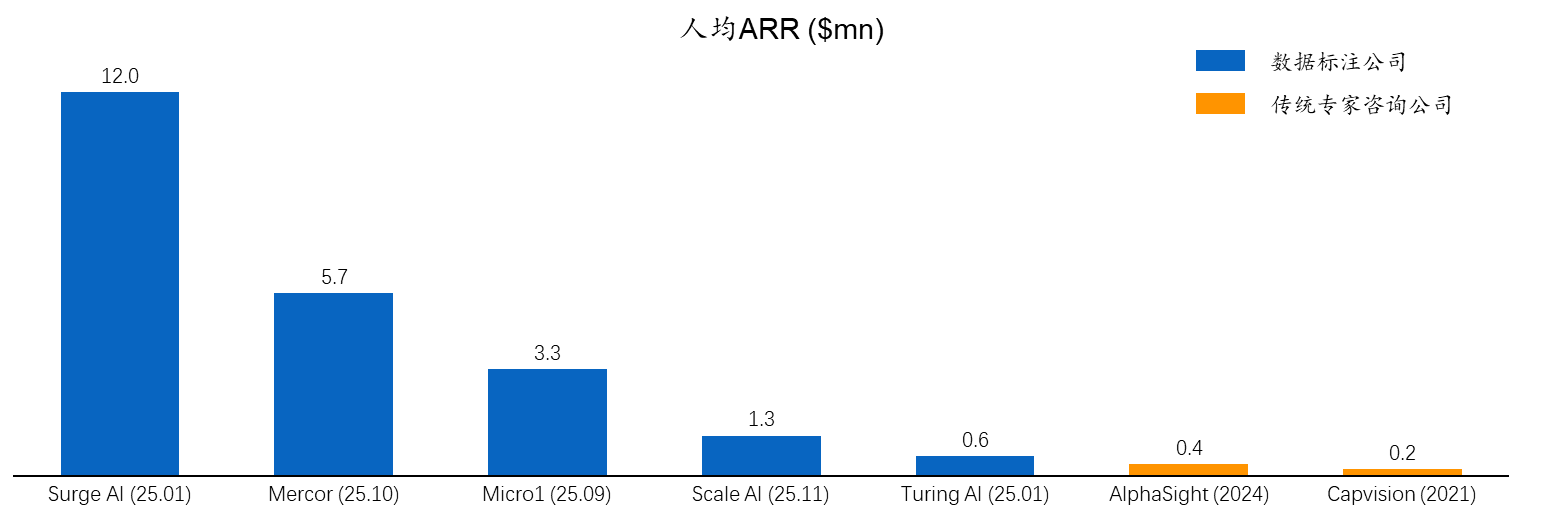 人均ARR ($mn)
数据标注公司
传统专家咨询公司
12.0
5.7
3.3
1.3
0.6
0.4
0.2
Surge AI (25.01)
Mercor (25.10)
Micro1 (25.09)
Scale AI (25.11)
Turing AI (25.01)
AlphaSight (2024)
Capvision (2021)